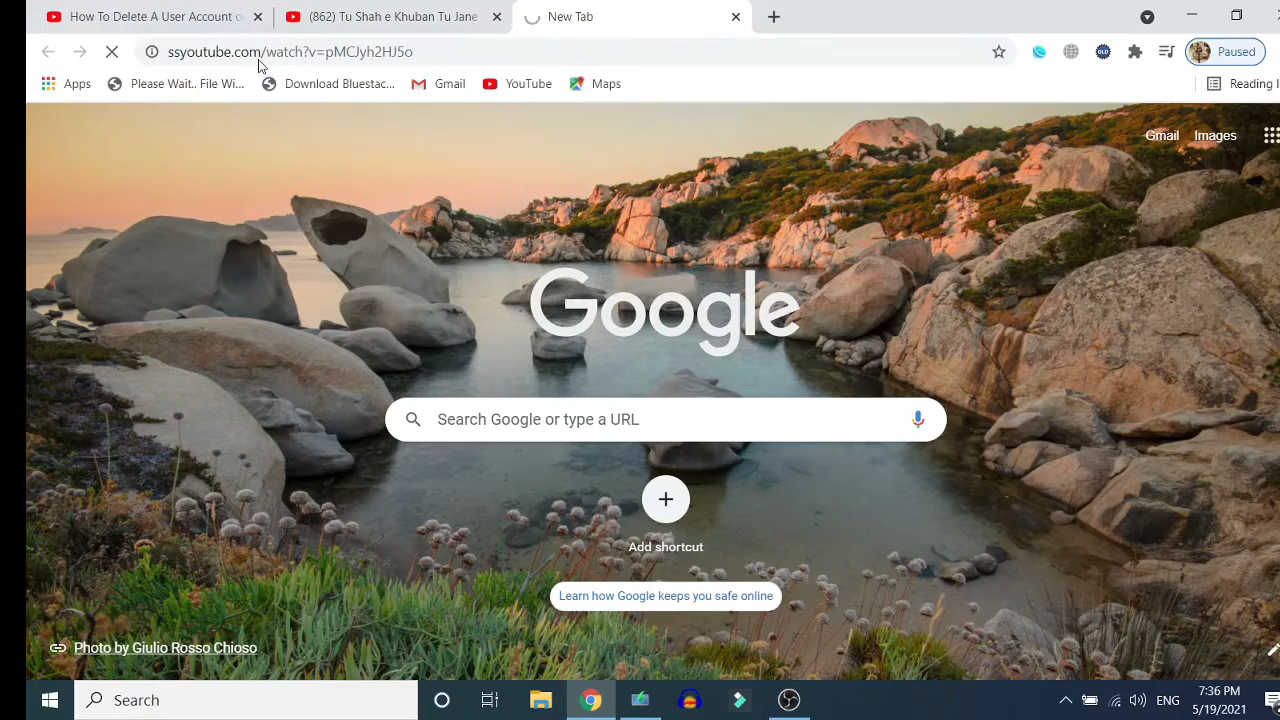 How To Delete A User Account o
(862) Tu Shah e Khuban Tu Jane
New Tab
ssyoutube.com/watch?v=pMCJyh2HJ5o
Paused
Apps
Please Wait.. File Wi...
Download Bluestac...
Gmail
YouTube
Maps
Reading l
Gmail
Images
Google
Search Google or type a URL
Add shortcut
Learn how Google keeps you safe online
Photo by Giulio Rosso Chioso
Search
ENG
7:36 PM
5/19/2021